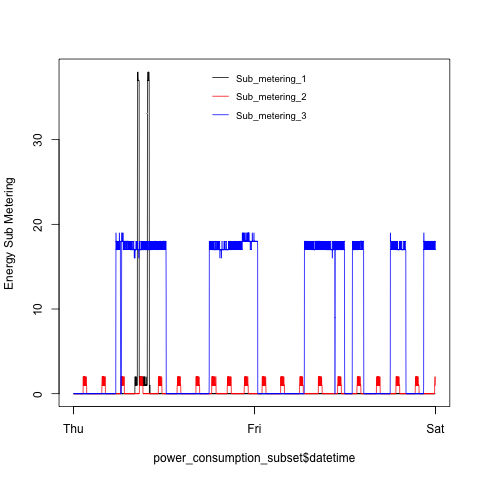 Sub_metering_1
Sub_metering_2
Sub_metering_3
Energy Sub Metering
30
20
10
0
Thu Fri Sat
power_consumption_subset$datetime